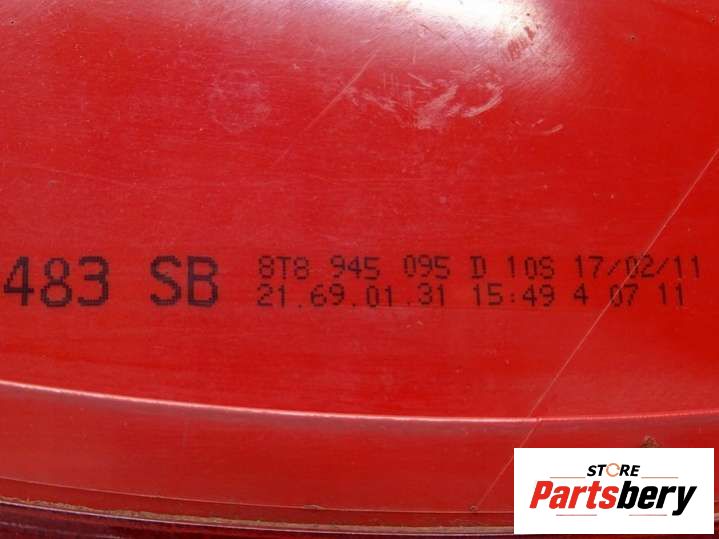 483 SB
8T8 945 095 D 10S 17/02/11
21.69.01.31 15:49 4 07 11
STORE
Partsbery